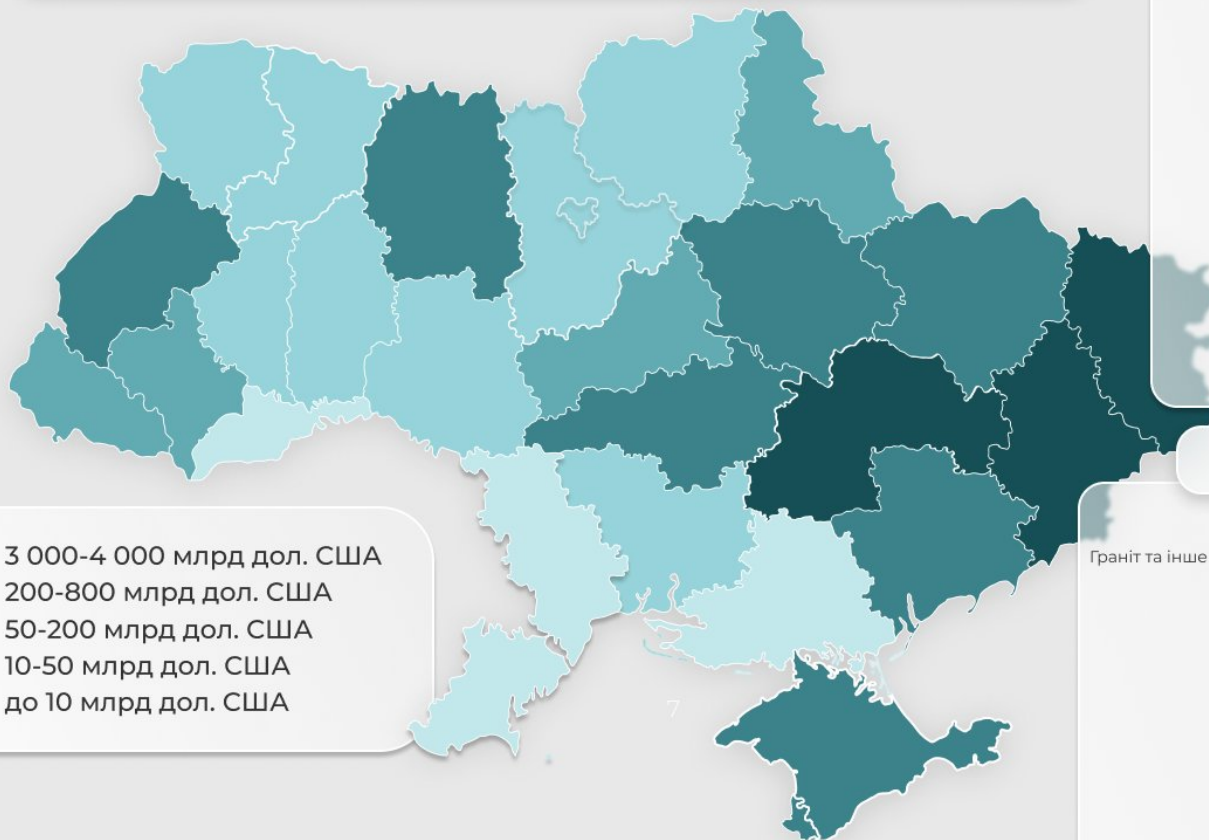 3 000-4 000 млрд дол. США
200-800 млрд дол. США
50-200 млрд дол. США
10-50 млрд дол. США
до 10 млрд дол. США
Граніт та інше
7